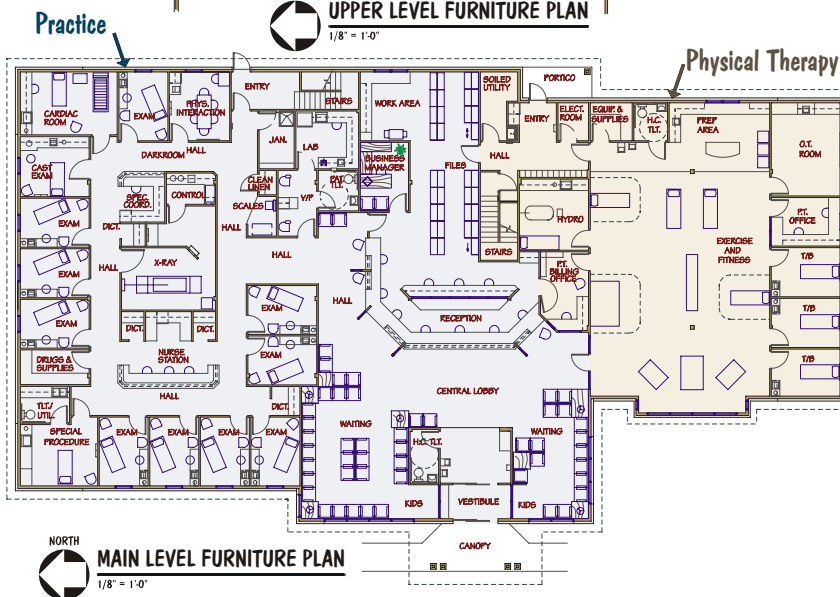 UPPER LEVEL FURNITURE PLAN
1/8" = 1'-0"
Practice
Physical Therapy
CARDIAC
ROOM
EXAM
PHYS.
INTERACTION
ENTRY
STAIRS
WORK AREA
SOILED
UTILITY
PORTICO
ENTRY
ELECT.
ROOM
EQUIP. &
SUPPLIES
H.C.
TLT.
PREP
AREA
O.T.
ROOM
DARKROOM
HALL
JAN.
LAB
BUSINESS
MANAGER
FILES
HALL
CAST
EXAM
SPEC.
COORD.
CONTROL
CLEAN
LINEN
SCALES
V/P
PAT.
TLT.
HYDRO
P.T.
OFFICE
EXAM
DICT.
HALL
STAIRS
EXERCISE
AND
FITNESS
EXAM
HALL
X-RAY
HALL
P.T.
BILLING
OFFICE
T/B
EXAM
DICT.
DICT.
EXAM
HALL
RECEPTION
T/B
DRUGS &
SUPPLIES
NURSE
STATION
EXAM
T/B
TLT./
UTIL.
HALL
DICT.
CENTRAL LOBBY
SPECIAL
PROCEDURE
EXAM
EXAM
EXAM
EXAM
WAITING
H.C. TLT.
WAITING
KIDS
VESTIBULE
KIDS
CANOPY
NORTH
MAIN LEVEL FURNITURE PLAN
1/8" = 1'-0"